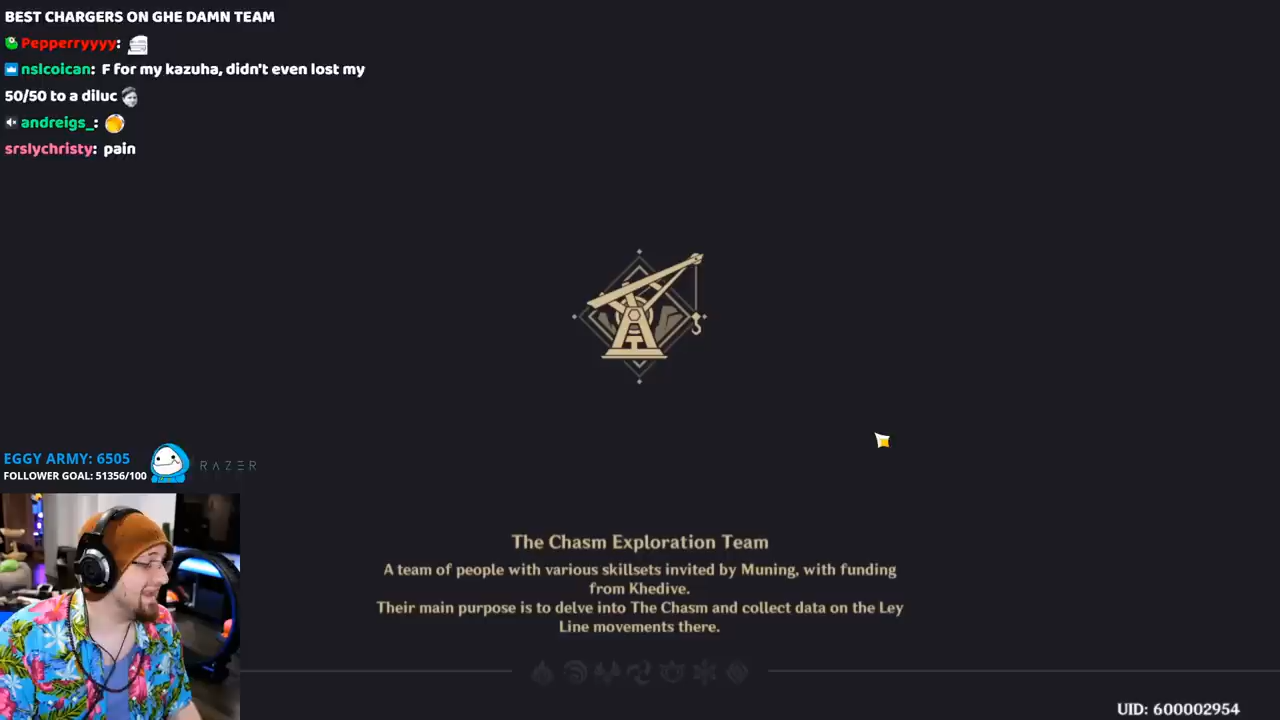 BEST CHARGERS ON GHE DAMN TEAM
Pepperryyyy:
nslcoican: F for my kazuha, didn't even lost my
50/50 to a diluc
andreigs_:
srslychristy: pain
EGGY ARMY: 6505
FOLLOWER GOAL: 51356/100
RAZER
The Chasm Exploration Team
A team of people with various skillsets invited by Muning, with funding
from Khedive.
Their main purpose is to delve into The Chasm and collect data on the Ley
Line movements there.
UID: 600002954